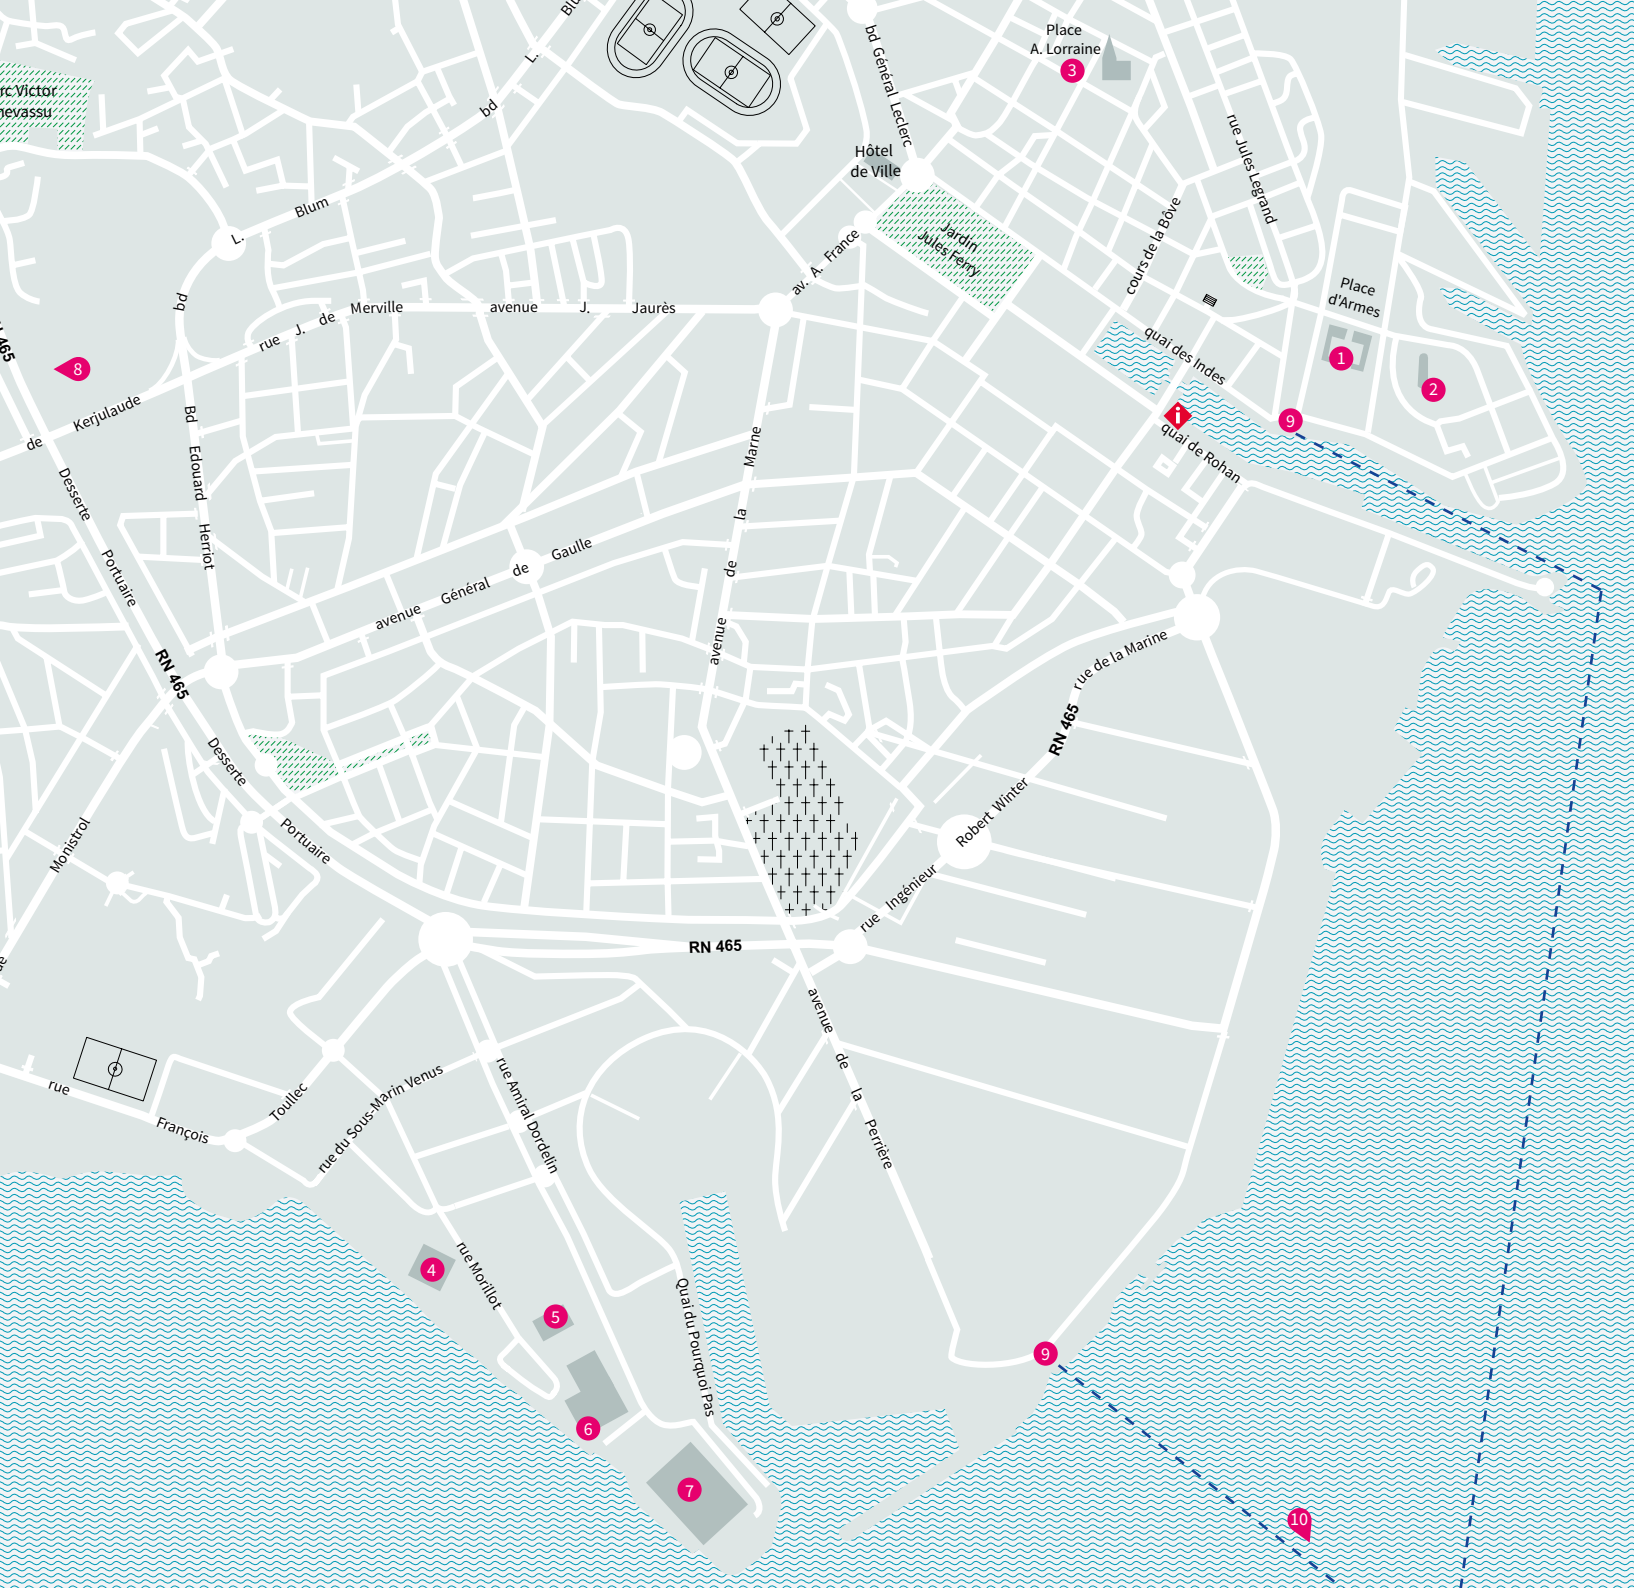 Blu
L.
bd
bd Général Leclerc
Place
A. Lorraine
3
rc Victor
hevassu
Hôtel
de Ville
rue Jules Legrand
Blum
L.
Jardin
Jules Ferry
cours de la Bôve
av. A. France
bd
Place
d'Armes
rue J. de Merville
avenue J. Jaurès
quai des Indes
465
8
1
2
de Kerjulaude
Bd Edouard Herriot
9
i
quai de Rohan
Desserte Portuaire
avenue de la Marne
avenue Général de Gaulle
RN 465
rue de la Marine
RN 465
Desserte Portuaire
Monistrol
Robert Winter
rue Ingénieur
RN 465
avenue de la Perrière
rue François Toullec
rue du Sous-Marin Venus
rue Amiral Dordelin
4
rue Morillot
5
Quai du Pourquoi Pas
6
7
9
10